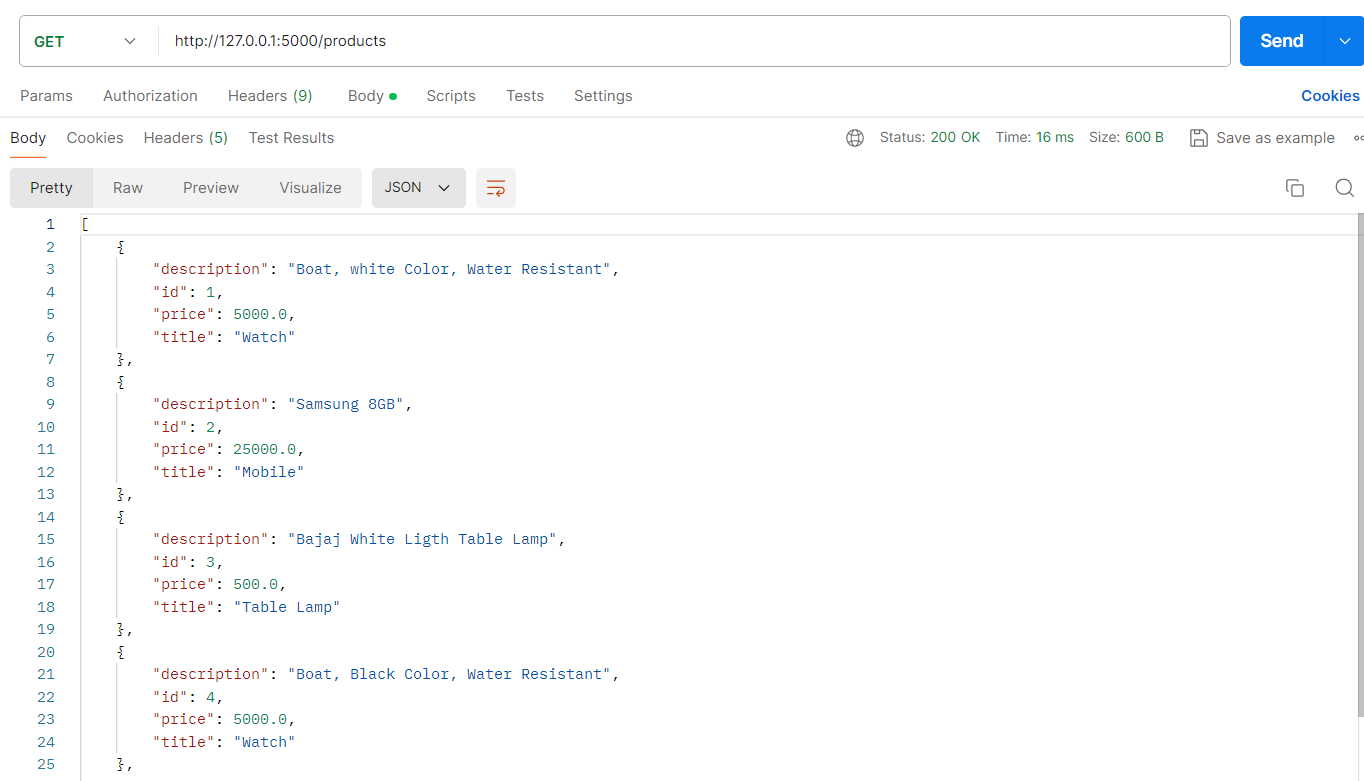 GET http://127.0.0.1:5000/products Send
Params Authorization Headers (9) Body Scripts Tests Settings Cookies
Body Cookies Headers (5) Test Results Status: 200 OK Time: 16 ms Size: 600 B Save as example
Pretty Raw Preview Visualize JSON
1 [
2 {
3 "description": "Boat, white Color, Water Resistant",
4 "id": 1,
5 "price": 5000.0,
6 "title": "Watch"
7 },
8 {
9 "description": "Samsung 8GB",
10 "id": 2,
11 "price": 25000.0,
12 "title": "Mobile"
13 },
14 {
15 "description": "Bajaj White Ligth Table Lamp",
16 "id": 3,
17 "price": 500.0,
18 "title": "Table Lamp"
19 },
20 {
21 "description": "Boat, Black Color, Water Resistant",
22 "id": 4,
23 "price": 5000.0,
24 "title": "Watch"
25 },